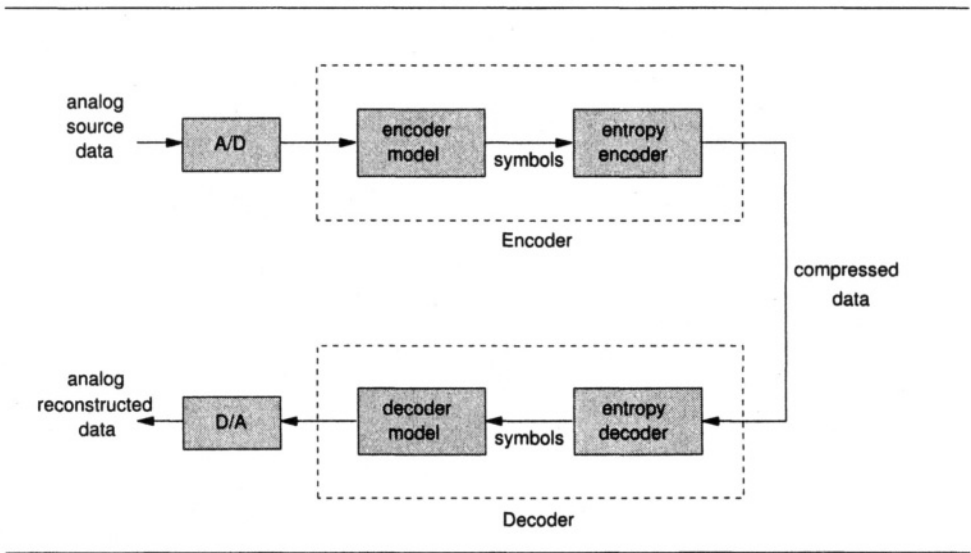 analog
source
data
A/D
encoder
model
symbols
entropy
encoder
Encoder
compressed
data
analog
reconstructed
data
D/A
decoder
model
symbols
entropy
decoder
Decoder